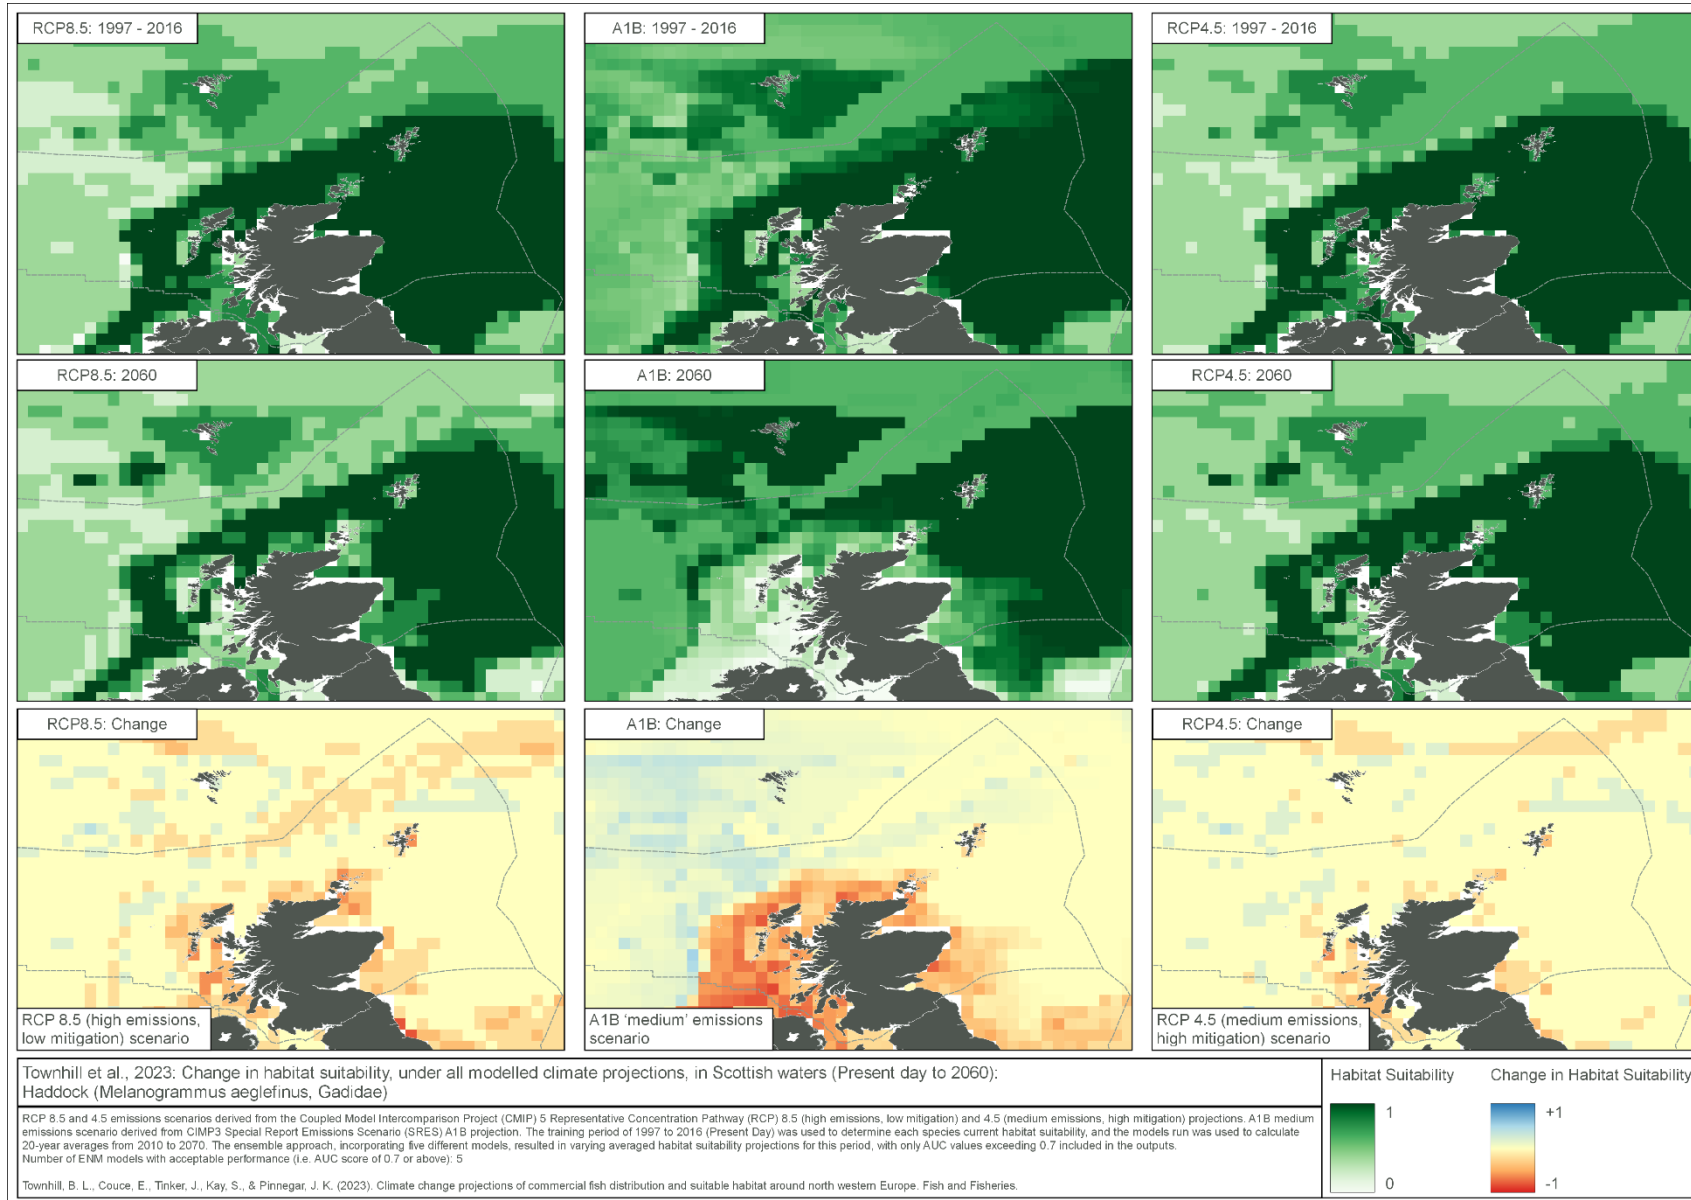 RCP8.5: 1997 - 2016
A1B: 1997 - 2016
RCP4.5: 1997 - 2016
RCP8.5: 2060
A1B: 2060
RCP4.5: 2060
RCP8.5: Change
A1B: Change
RCP4.5: Change
RCP 8.5 (high emissions,
low mitigation) scenario
A1B 'medium' emissions
scenario
RCP 4.5 (medium emissions,
high mitigation) scenario
Townhill et al., 2023: Change in habitat suitability, under all modelled climate projections, in Scottish waters (Present day to 2060):
Haddock (Melanogrammus aeglefinus, Gadidae)
RCP 8.5 and 4.5 emissions scenarios derived from the Coupled Model Intercomparison Project (CMIP) 5 Representative Concentration Pathway (RCP) 8.5 (high emissions, low mitigation) and 4.5 (medium emissions, high mitigation) projections. A1B medium
emissions scenario derived from CIMP3 Special Report Emissions Scenario (SRES) A1B projection. The training period of 1997 to 2016 (Present Day) was used to determine each species current habitat suitability, and the models run was used to calculate
20-year averages from 2010 to 2070. The ensemble approach, incorporating five different models, resulted in varying averaged habitat suitability projections for this period, with only AUC values exceeding 0.7 included in the outputs.
Number of ENM models with acceptable performance (i.e. AUC score of 0.7 or above): 5
Townhill, B. L., Couce, E., Tinker, J., Kay, S., & Pinnegar, J. K. (2023). Climate change projections of commercial fish distribution and suitable habitat around north western Europe. Fish and Fisheries.
Habitat Suitability
1
0
Change in Habitat Suitability
+1
-1